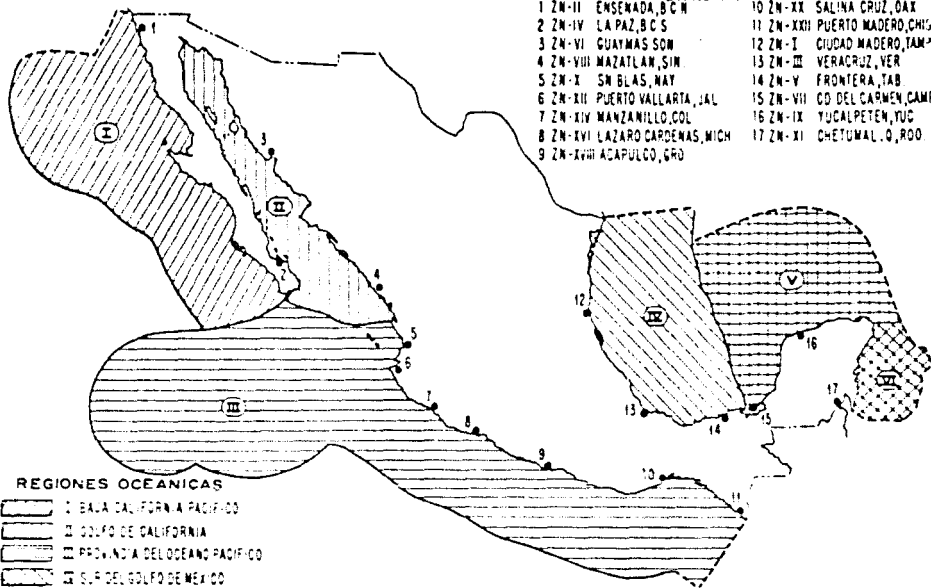 1 ZN-II ENSENADA, B C N
2 ZN-IV LA PAZ, B C S
3 ZN-VI GUAYMAS SON
4 ZN-VIII MAZATLAN, SIN
5 ZN-X SN BLAS, NAY
6 ZN-XII PUERTO VALLARTA, JAL
7 ZN-XIV MANZANILLO, COL
8 ZN-XVI LAZARO CARDENAS, MICH
9 ZN-XVIII ACAPULCO, GRO
10 ZN-XX SALINA CRUZ, OAX
11 ZN-XXII PUERTO MADERO, CHIS
12 ZN-I CIUDAD MADERO, TAMP
13 ZN-III VERACRUZ, VER
14 ZN-V FRONTERA, TAB
15 ZN-VII CD DEL CARMEN, CAMP
16 ZN-IX YUCALPETEN, YUC
17 ZN-XI CHETUMAL, Q, ROO
1
I
3
II
2
4
5
6
III
7
8
9
10
11
12
IV
13
14
15
V
16
17
VI
REGIONES OCEANICAS
I BAJA CALIFORNIA PACIFICO
II GOLFO DE CALIFORNIA
III PROVINCIA DEL OCEANO PACIFICO
IV SUR DEL GOLFO DE MEXICO